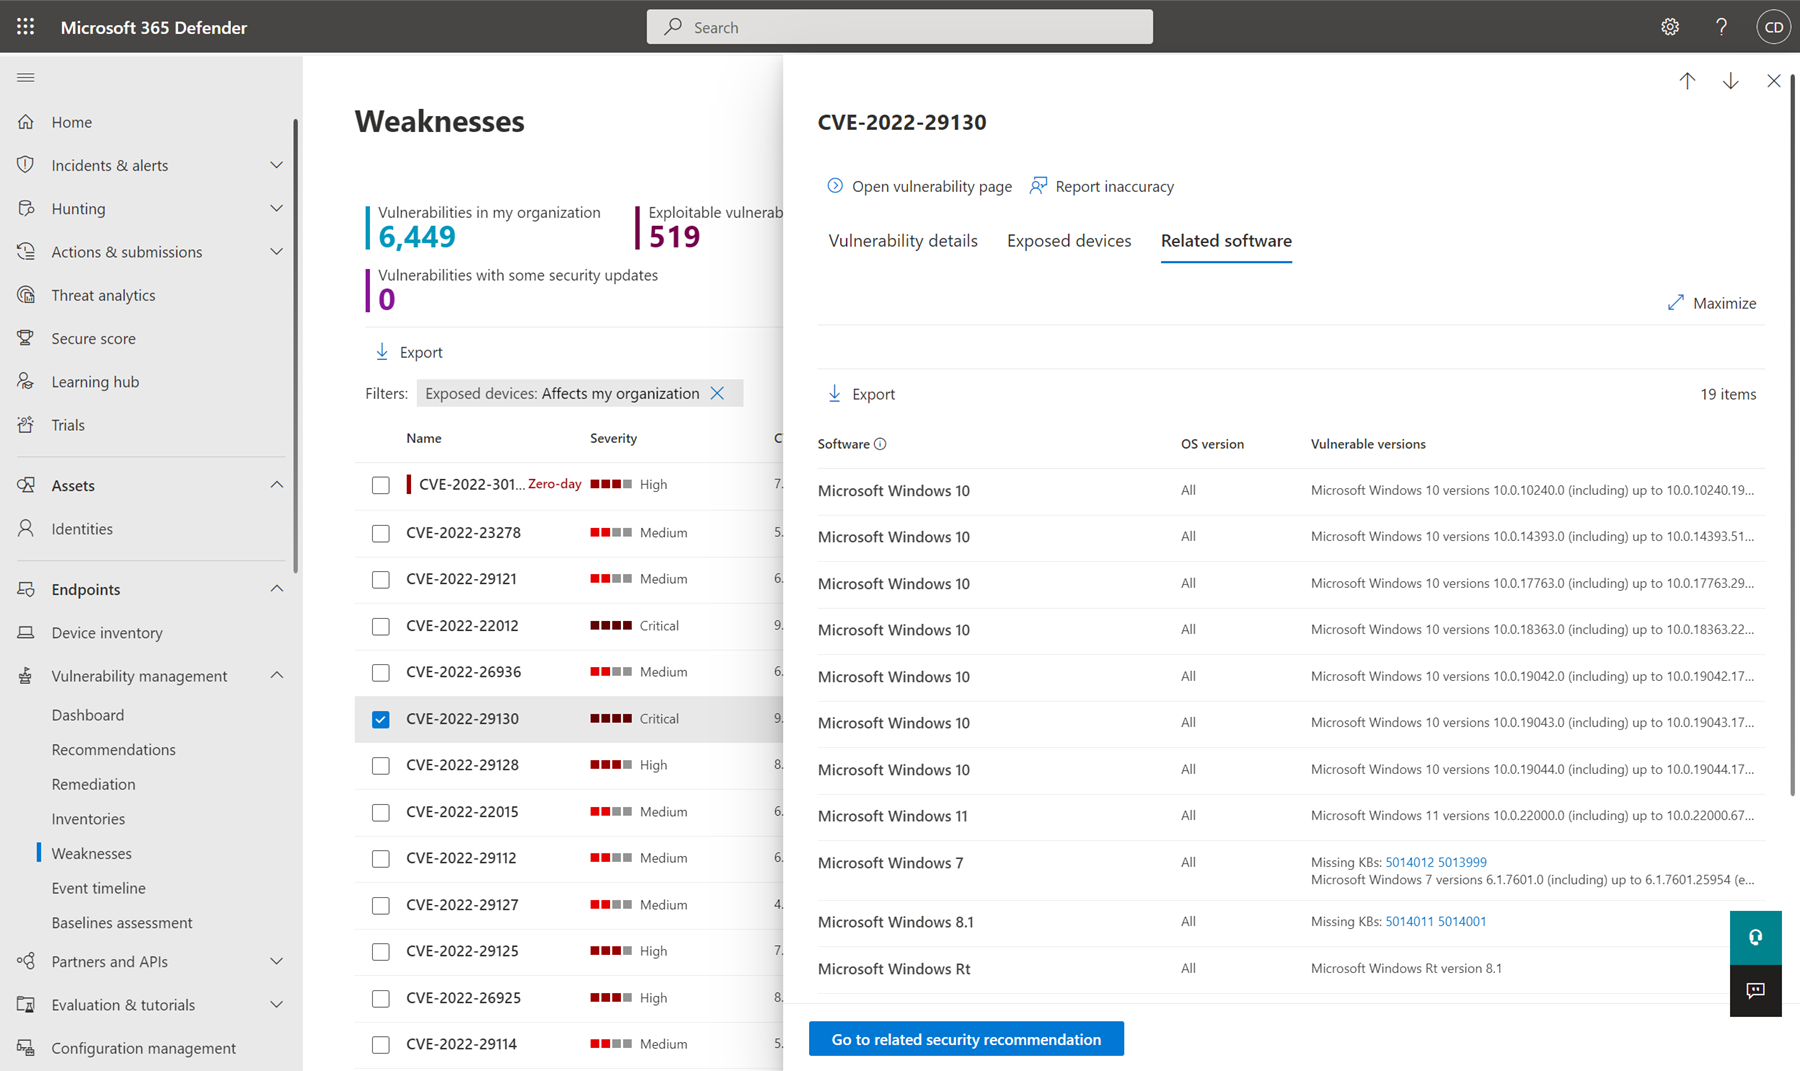 Microsoft 365 Defender
Search
CD
Home
Incidents & alerts
Hunting
Actions & submissions
Threat analytics
Secure score
Learning hub
Trials
Assets
Identities
Endpoints
Device inventory
Vulnerability management
Dashboard
Recommendations
Remediation
Inventories
Weaknesses
Event timeline
Baselines assessment
Partners and APIs
Evaluation & tutorials
Configuration management
Weaknesses
Vulnerabilities in my organization
6,449
Exploitable vulnerab
519
Vulnerabilities with some security updates
0
Export
Filters: Exposed devices: Affects my organization
Name Severity C
CVE-2022-301... Zero-day High 7.
CVE-2022-23278 Medium 5.
CVE-2022-29121 Medium 6.
CVE-2022-22012 Critical 9.
CVE-2022-26936 Medium 6.
CVE-2022-29130 Critical 9.
CVE-2022-29128 High 8.
CVE-2022-22015 Medium 6.
CVE-2022-29112 Medium 6.
CVE-2022-29127 Medium 4.
CVE-2022-29125 High 7.
CVE-2022-26925 High 8.
CVE-2022-29114 Medium 5.
CVE-2022-29130
Open vulnerability page Report inaccuracy
Vulnerability details Exposed devices Related software
Maximize
Export 19 items
Software OS version Vulnerable versions
Microsoft Windows 10 All Microsoft Windows 10 versions 10.0.10240.0 (including) up to 10.0.10240.19...
Microsoft Windows 10 All Microsoft Windows 10 versions 10.0.14393.0 (including) up to 10.0.14393.51...
Microsoft Windows 10 All Microsoft Windows 10 versions 10.0.17763.0 (including) up to 10.0.17763.29...
Microsoft Windows 10 All Microsoft Windows 10 versions 10.0.18363.0 (including) up to 10.0.18363.22...
Microsoft Windows 10 All Microsoft Windows 10 versions 10.0.19042.0 (including) up to 10.0.19042.17...
Microsoft Windows 10 All Microsoft Windows 10 versions 10.0.19043.0 (including) up to 10.0.19043.17...
Microsoft Windows 10 All Microsoft Windows 10 versions 10.0.19044.0 (including) up to 10.0.19044.17...
Microsoft Windows 11 All Microsoft Windows 11 versions 10.0.22000.0 (including) up to 10.0.22000.67...
Microsoft Windows 7 All Missing KBs: 5014012 5013999
Microsoft Windows 7 versions 6.1.7601.0 (including) up to 6.1.7601.25954 (e...
Microsoft Windows 8.1 All Missing KBs: 5014011 5014001
Microsoft Windows Rt All Microsoft Windows Rt version 8.1
Go to related security recommendation